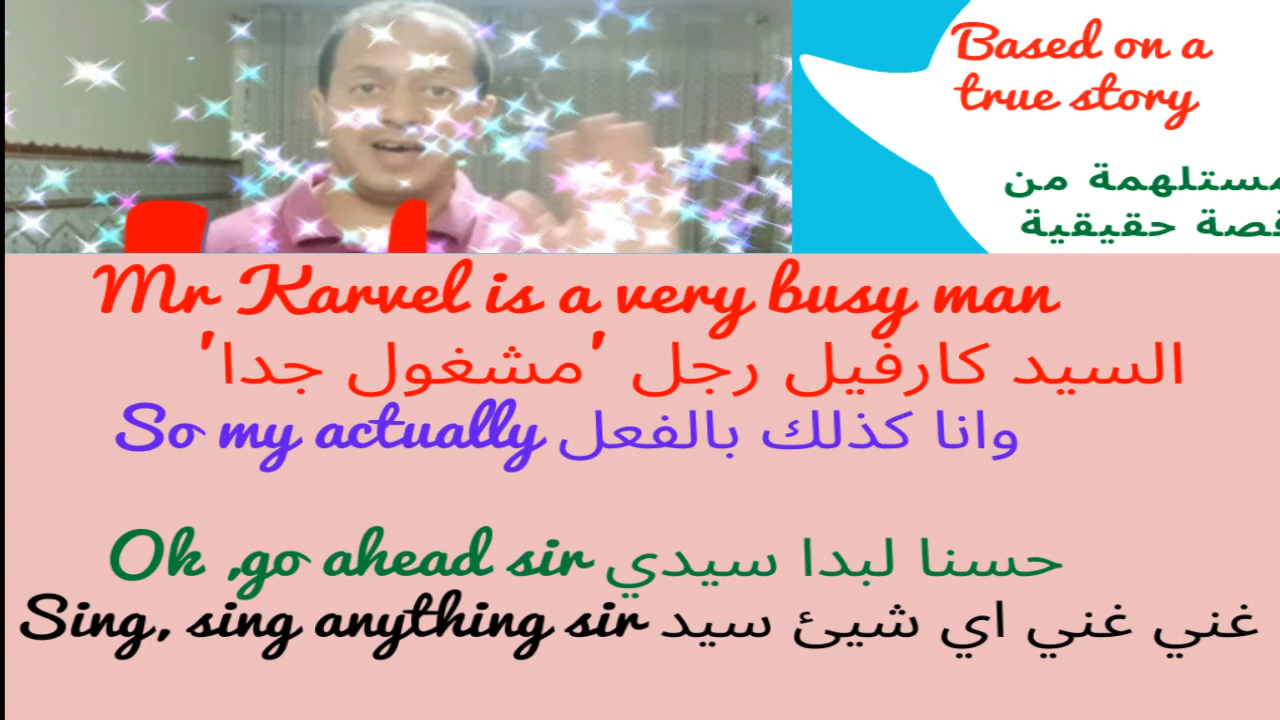 Based on a
true story
مستلهمة من
قصة حقيقية
Mr Karvel is a very busy man
السيد كارفيل رجل 'مشغول جدا'
So my actually وانا كذلك بالفعل
Ok ,go ahead sir حسنا لبدا سيدي
Sing, sing anything sir غني غني اي شيئ سيد